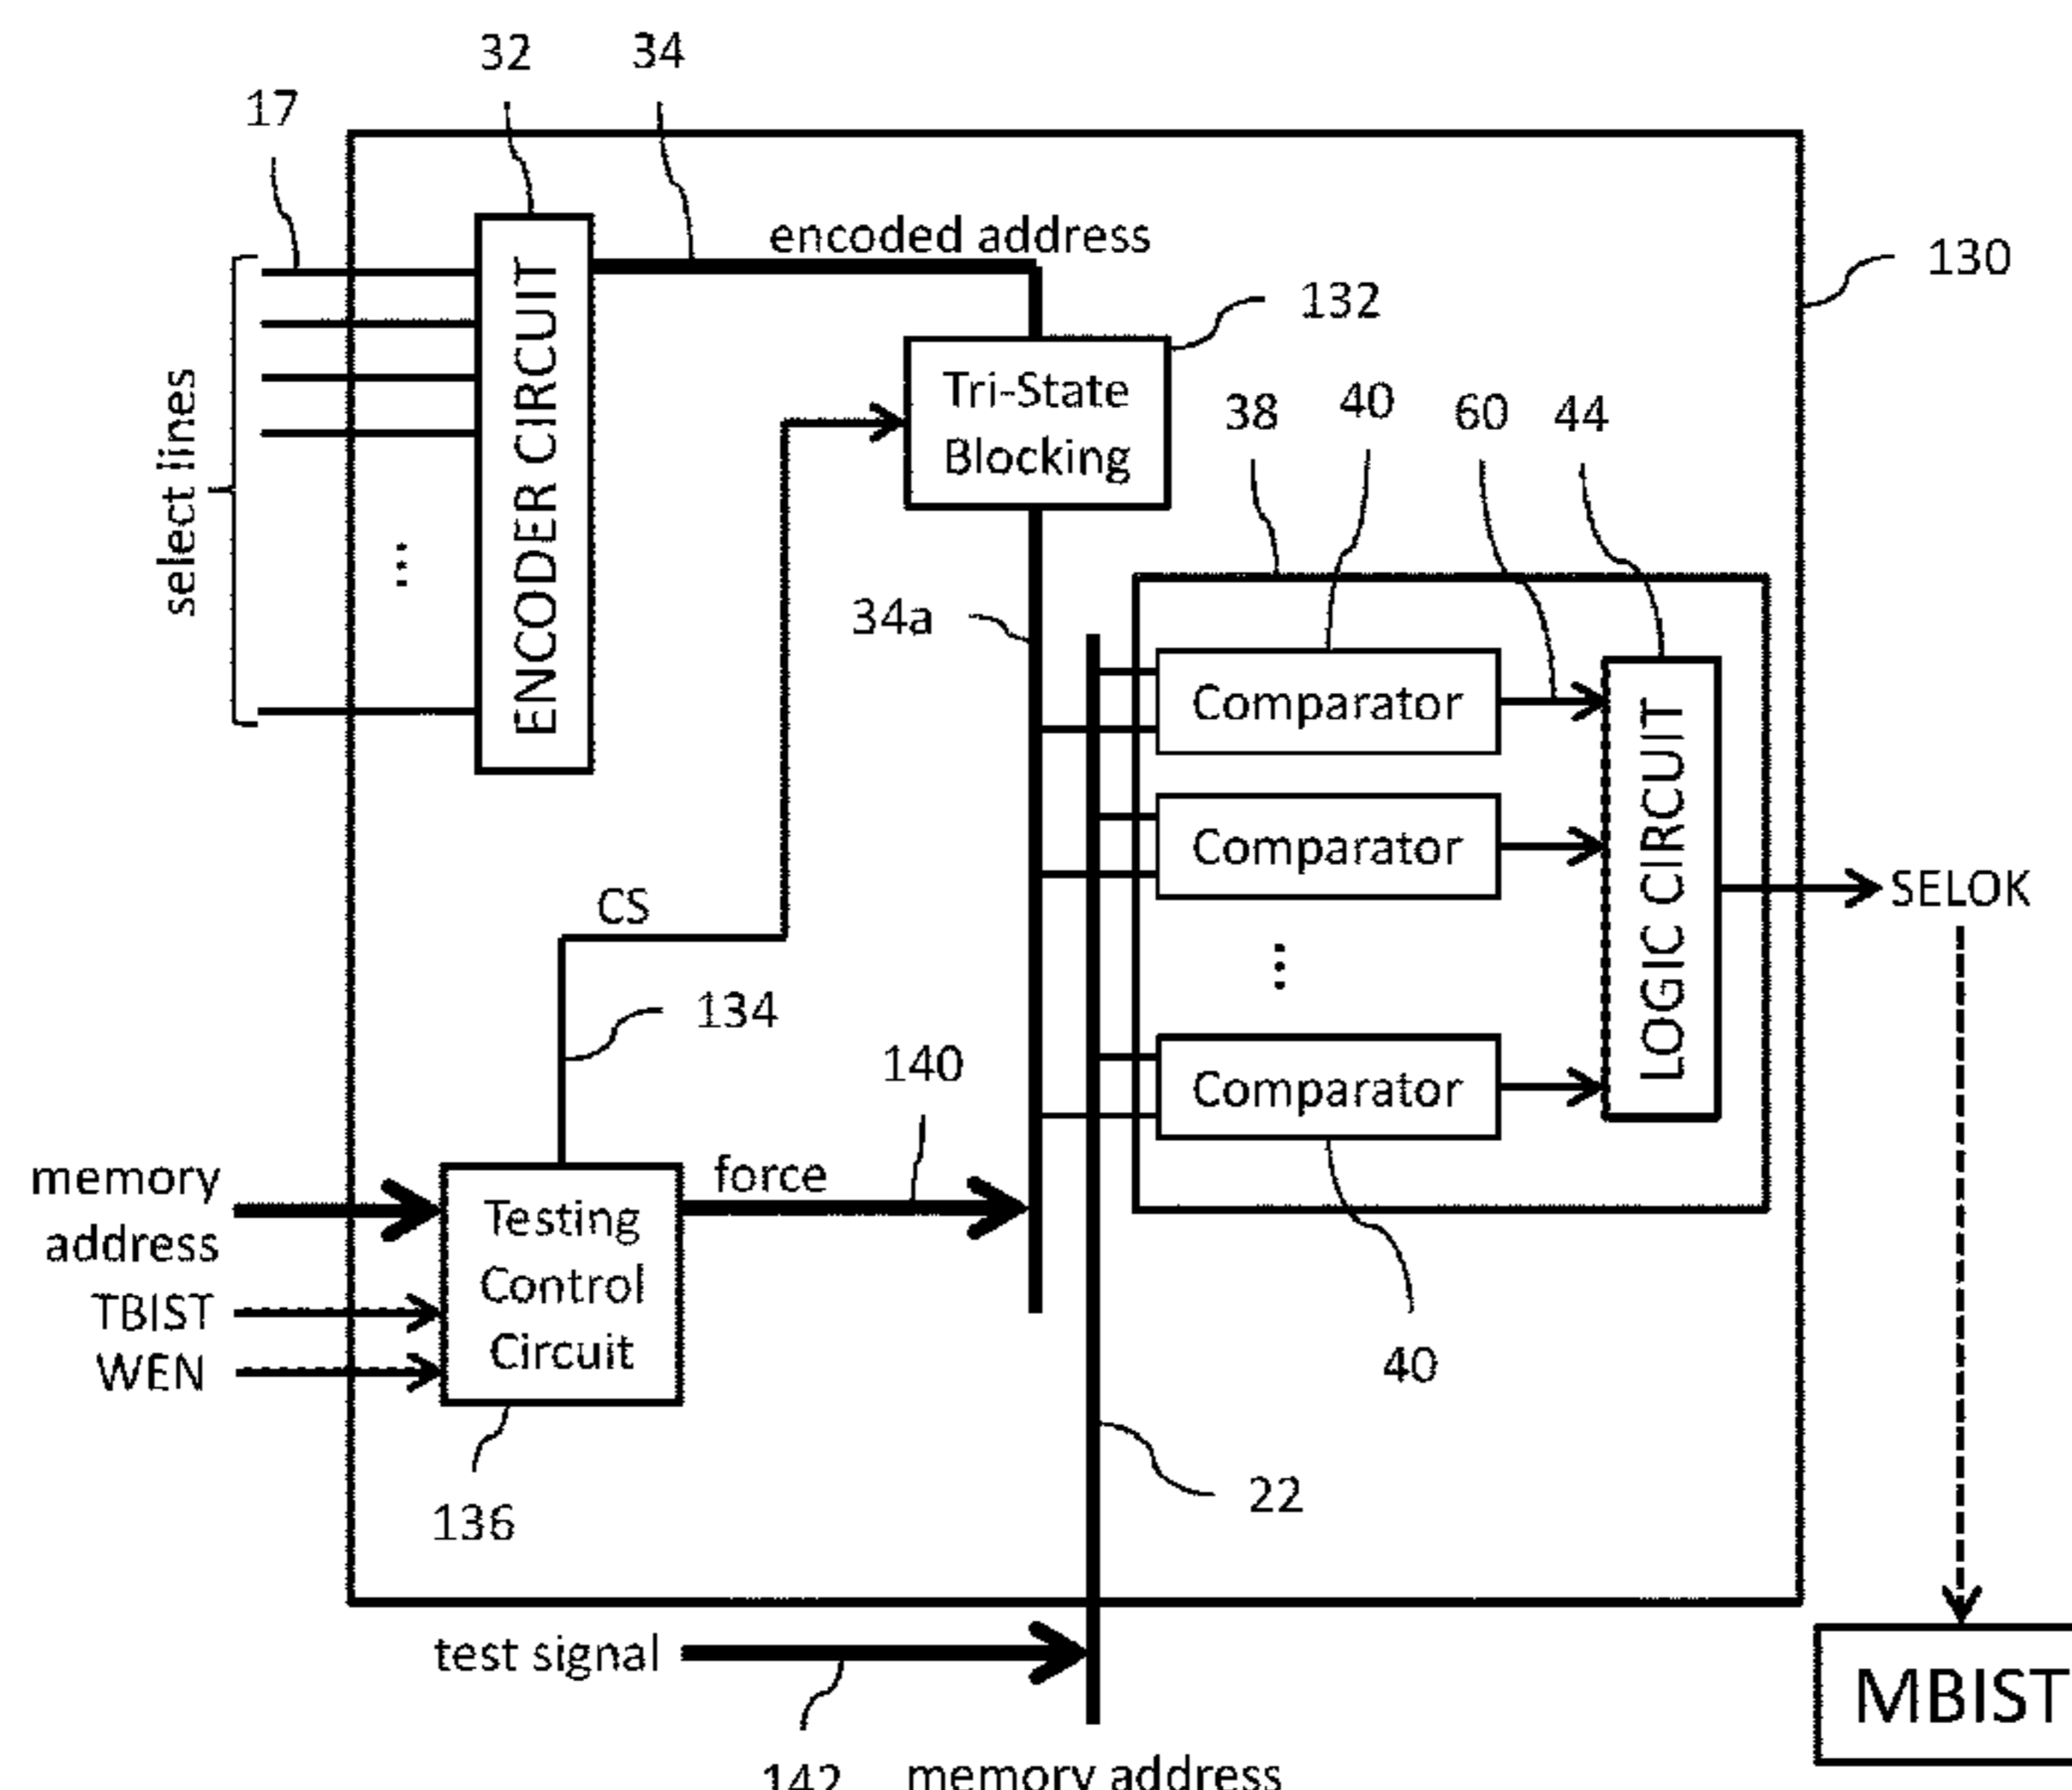 32
34
17
encoded address
130
132
Tri-State
Blocking
38
40
60
44
select lines
...
ENCODER CIRCUIT
34a
Comparator
Comparator
...
Comparator
LOGIC CIRCUIT
SELOK
CS
134
140
memory
address
TBIST
WEN
Testing
Control
Circuit
force
40
22
136
test signal
MBIST
142
memory address